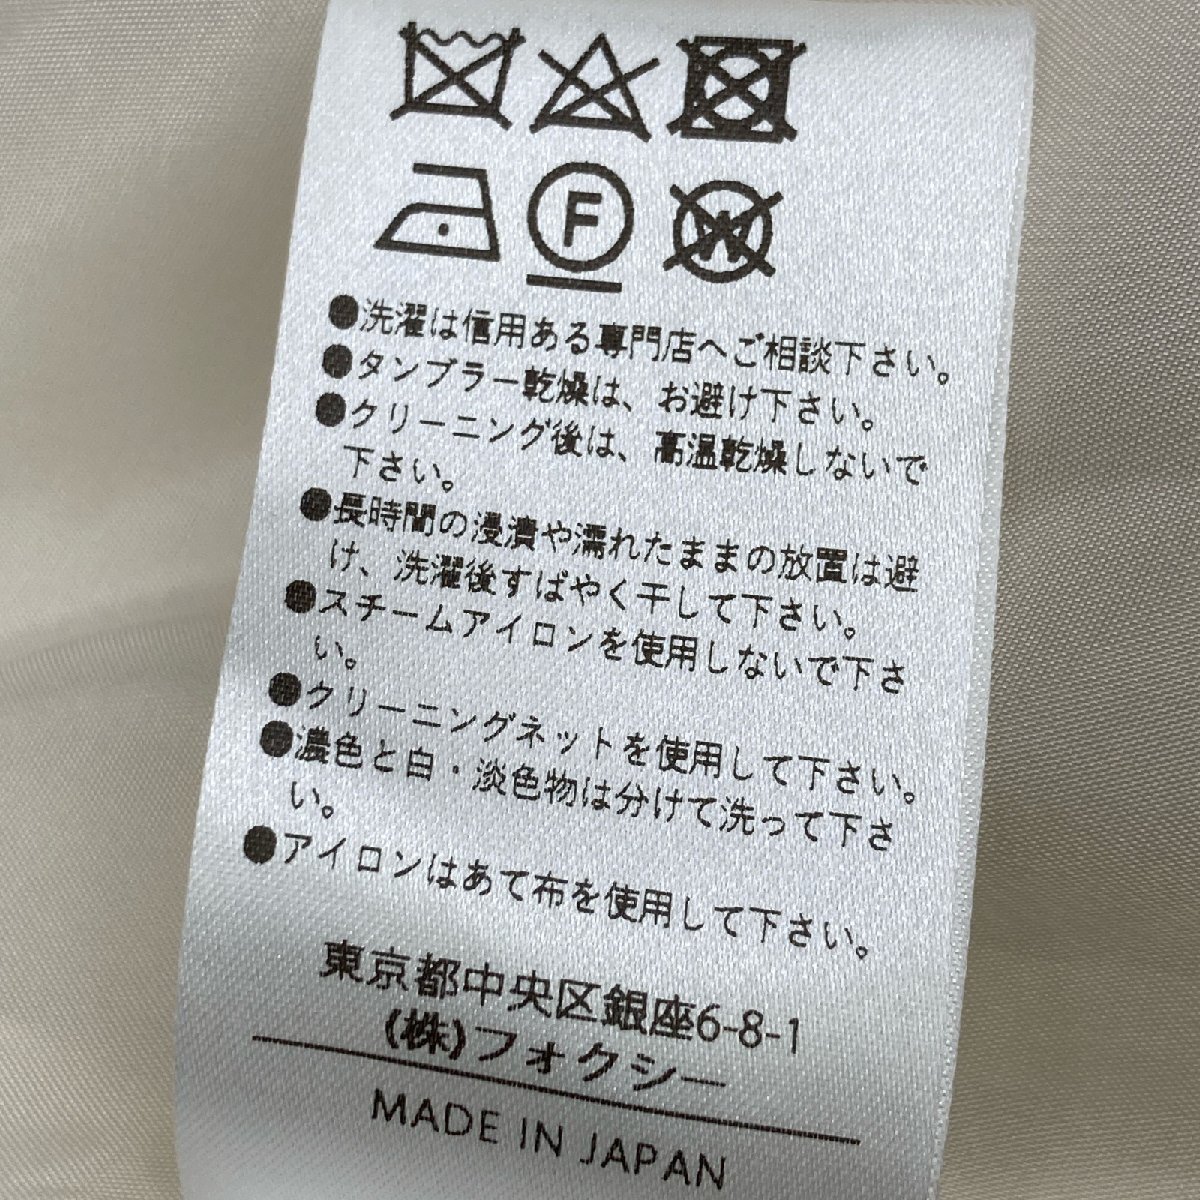 F
W
●洗濯は信用ある専門店へご相談下さい。
●タンブラー乾燥は、お避け下さい。
●クリーニング後は、高温乾燥しないで
下さい。
●長時間の浸漬や濡れたままの放置は避
け、洗濯後すばやく干して下さい。
●スチームアイロンを使用しないで下さ
い。
●クリーニングネットを使用して下さい。
●濃色と白・淡色物は分けて洗って下さ
い。
●アイロンはあて布を使用して下さい。
東京都中央区銀座6-8-1
(株)フォクシー
MADE IN JAPAN